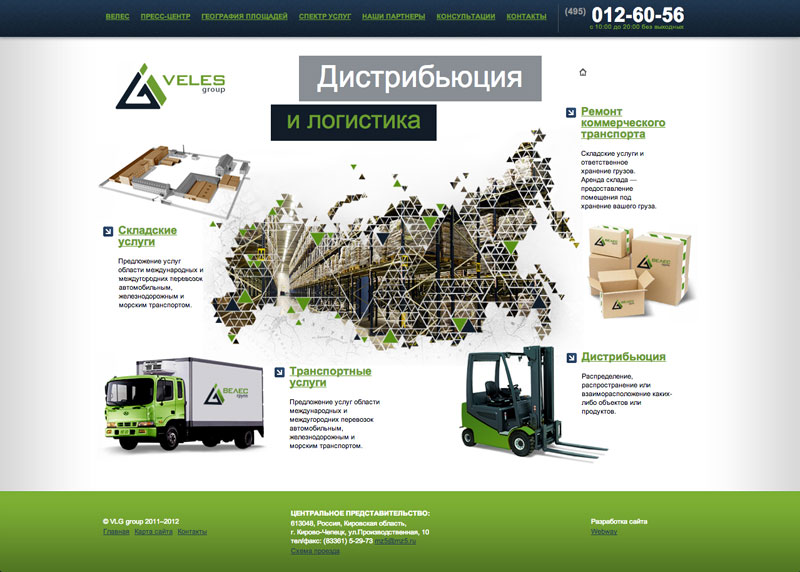 ВЕЛЕС ПРЕСС-ЦЕНТР ГЕОГРАФИЯ ПЛОЩАДЕЙ СПЕКТР УСЛУГ НАШИ ПАРТНЕРЫ КОНСУЛЬТАЦИИ КОНТАКТЫ
(495) 012-60-56
с 10:00 до 20:00 без выходных
VELES
group
Дистрибьюция
и логистика
Ремонт
коммерческого
транспорта
Складские услуги и
ответственное
хранение грузов.
Аренда склада —
предоставление
помещения под
хранение вашего груза.
Складские
услуги
Предложение услуг
области международных и
междугородних перевозок
автомобильным,
железнодорожным и
морским транспортом.
ВЕЛЕС
групп
ВЕЛЕС
Транспортные
услуги
Предложение услуг области
международных и
междугородних перевозок
автомобильным,
железнодорожным и
морским транспортом.
Дистрибьюция
Распределение,
распространение или
взаиморасположение каких-
либо объектов или
продуктов.
© VLG group 2011–2012
Главная Карта сайта Контакты
ЦЕНТРАЛЬНОЕ ПРЕДСТАВИТЕЛЬСТВО:
613048, Россия, Кировская область,
г. Кирово-Чепецк, ул.Производственная, 10
тел/факс: (83361) 5-29-73 mz5@mz5.ru
Схема проезда
Разработка сайта
Webway